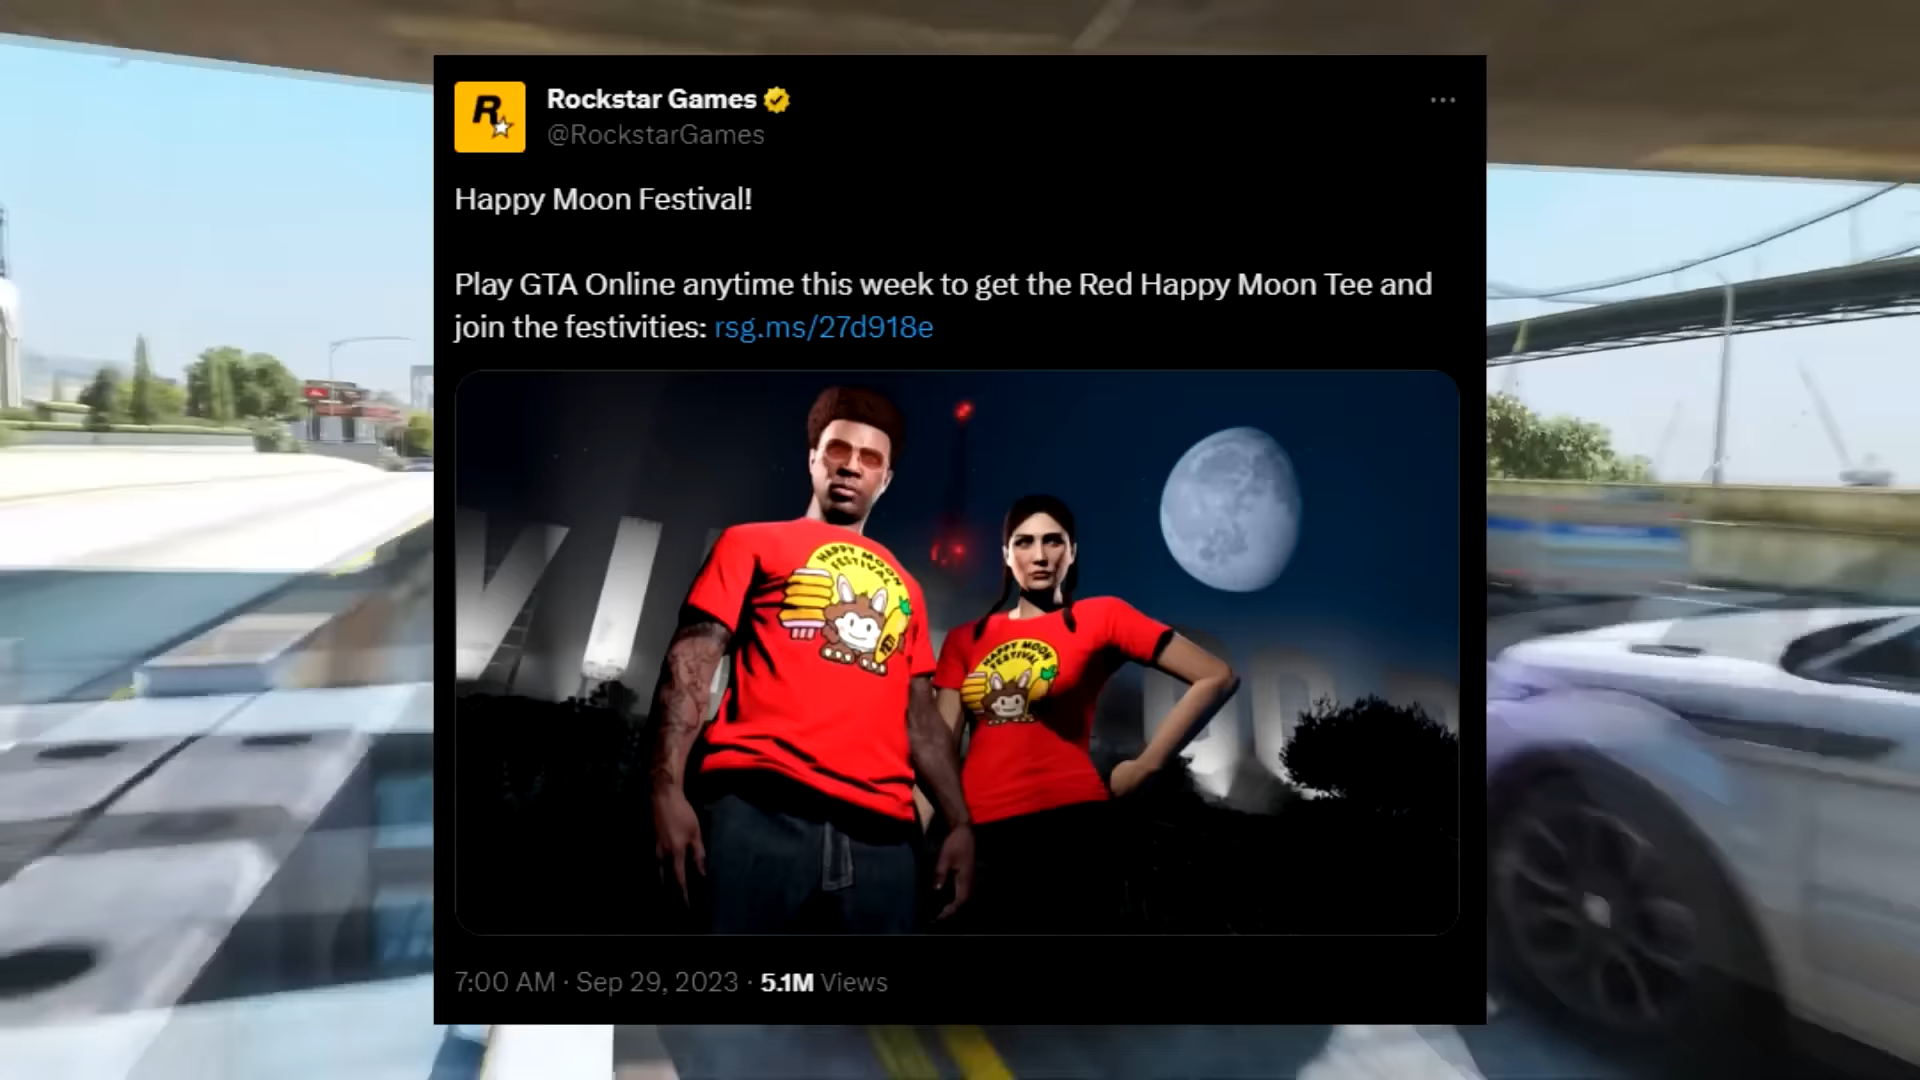 Rockstar Games
@RockstarGames
Happy Moon Festival!
Play GTA Online anytime this week to get the Red Happy Moon Tee and
join the festivities: rsg.ms/27d918e
VI
HAPPY MOON
FESTIVAL
YETI
HAPPY MOON
FESTIVAL
7:00 AM · Sep 29, 2023 · 5.1M Views